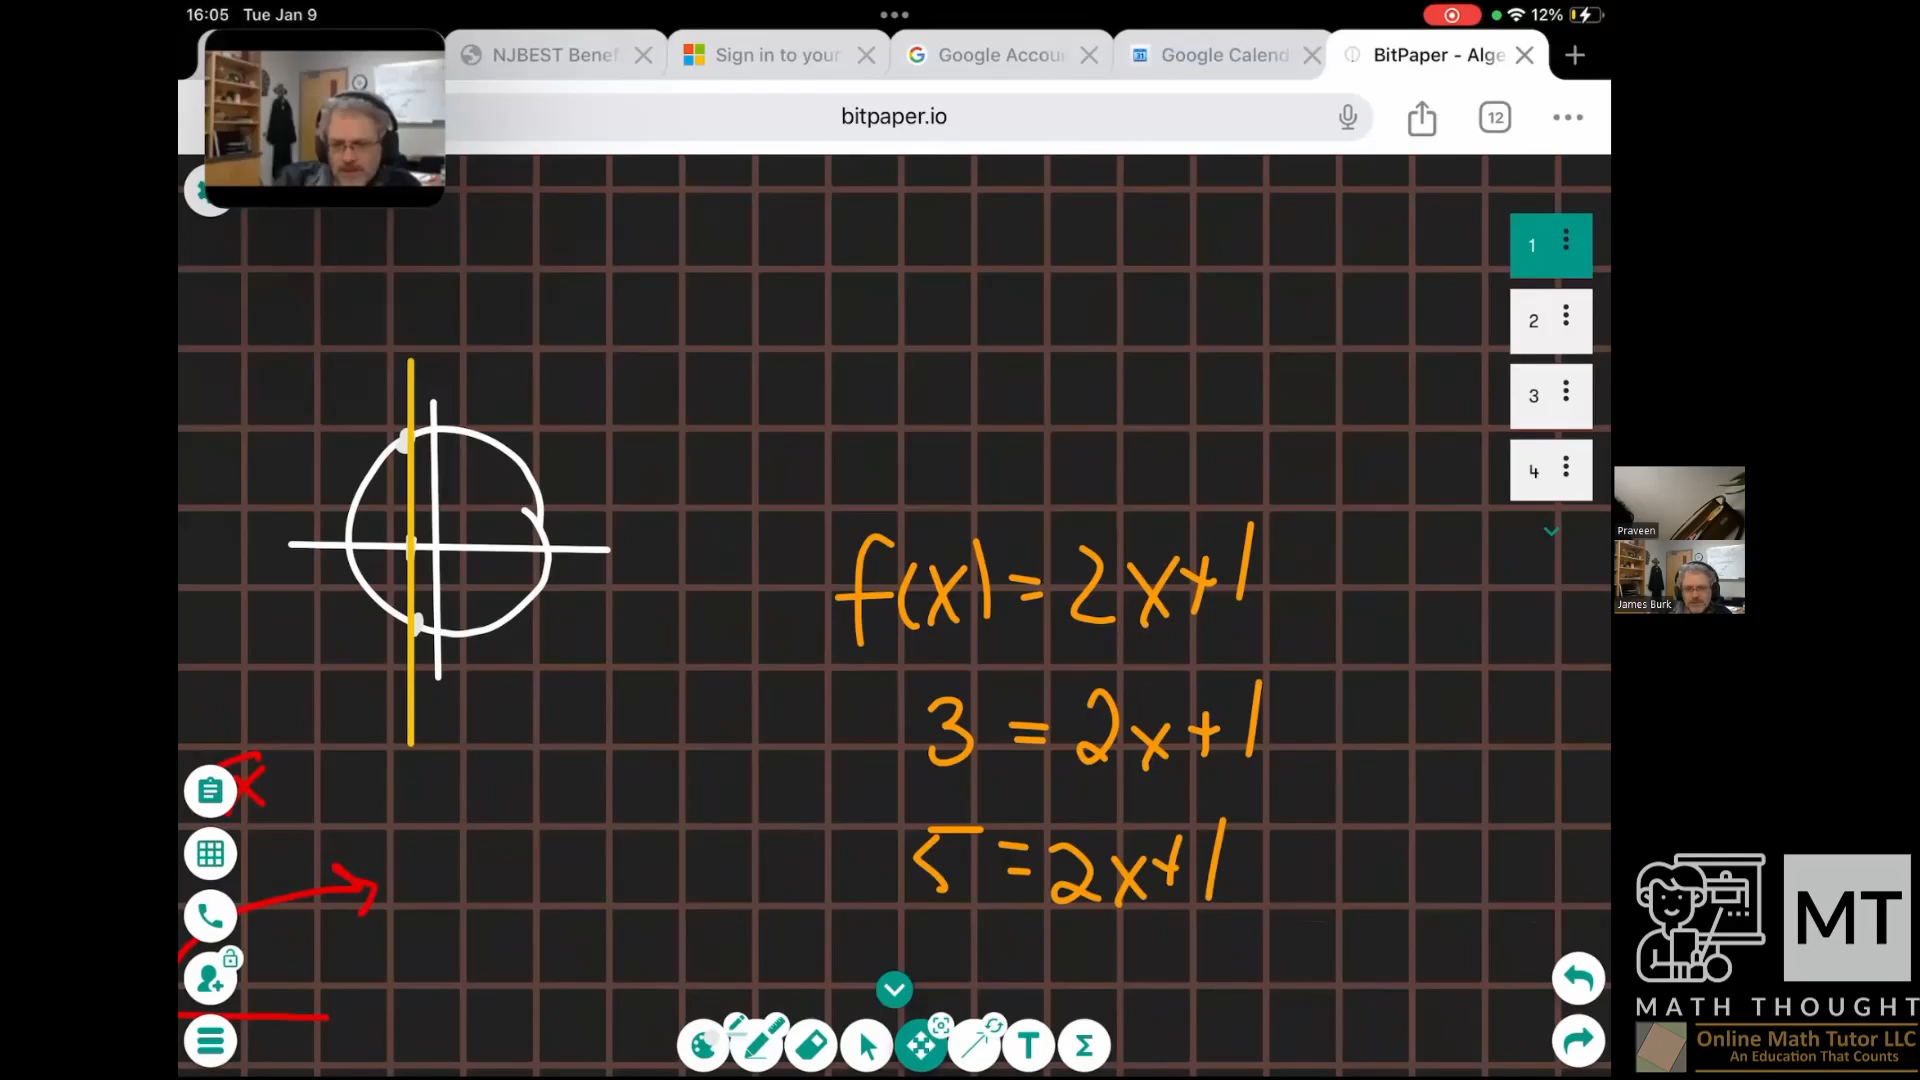 16:05 Tue Jan 9
12%
NJBEST Benef
Sign in to your
Google Accou
Google Calend
BitPaper - Alge
bitpaper.io
12
1
2
3
4
f(x) = 2x+1
3 = 2x+1
5 = 2x+1
x
Praveen
James Burk
MT
MATH THOUGHT
Online Math Tutor LLC
An Education That Counts
T
Σ